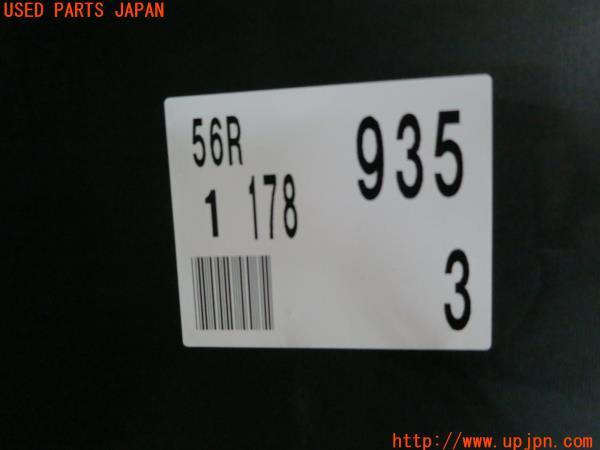 USED PARTS JAPAN
56R
935
1 178
3
http://www.upjpn.com/